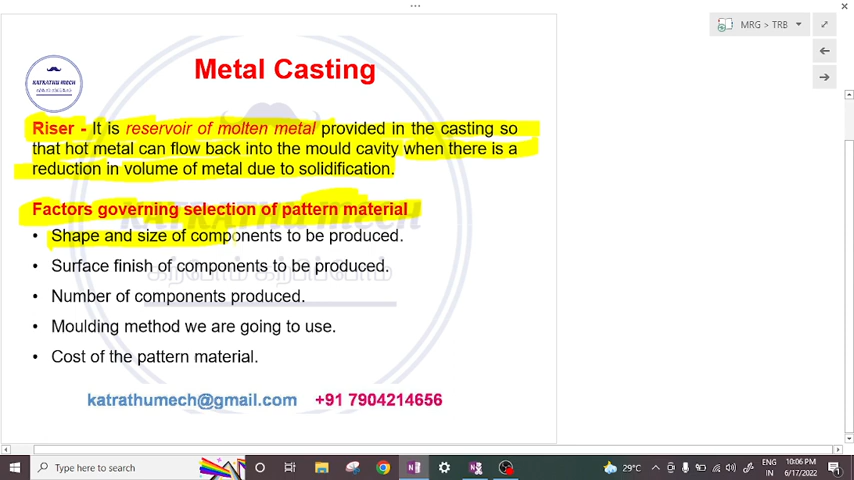 MRG > TRB
Metal Casting
KATRATHU MECH
Riser - It is reservoir of molten metal provided in the casting so
that hot metal can flow back into the mould cavity when there is a
reduction in volume of metal due to solidification.
Factors governing selection of pattern material
• Shape and size of components to be produced.
• Surface finish of components to be produced.
• Number of components produced.
• Moulding method we are going to use.
• Cost of the pattern material.
katrathumech@gmail.com +91 7904214656
Type here to search
29°C
ENG
IN
10:06 PM
6/17/2022